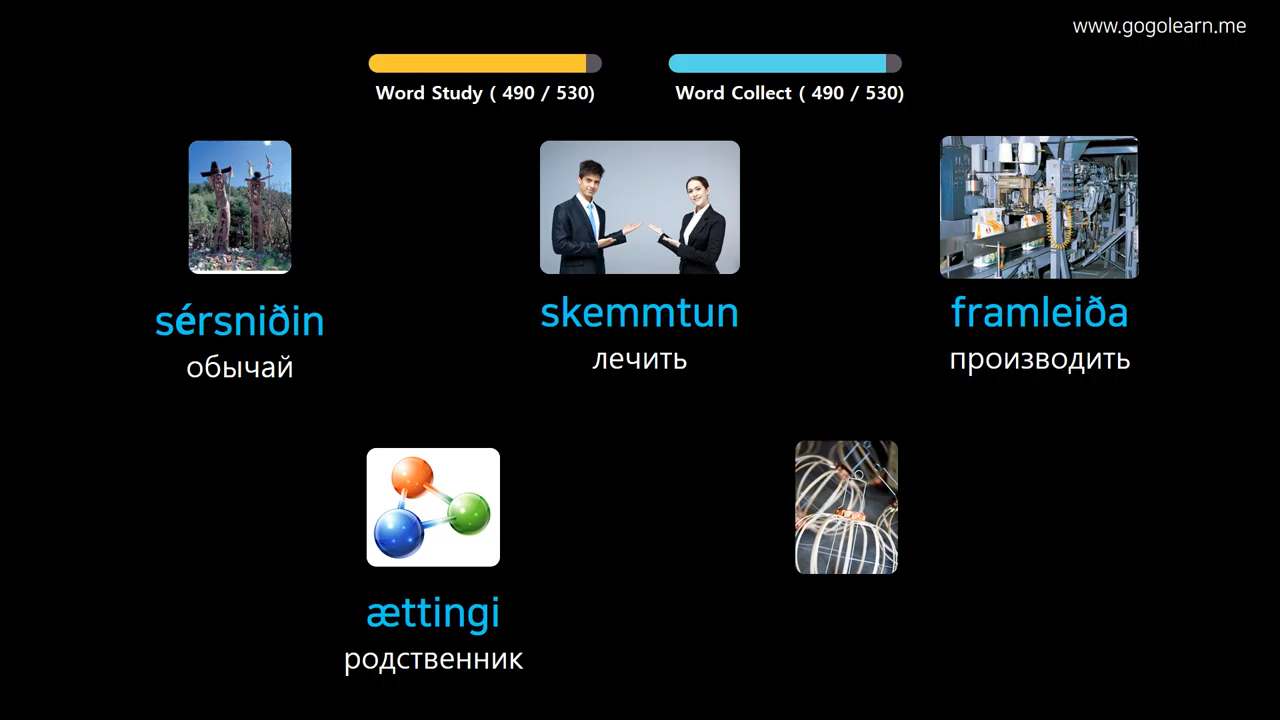 www.gogolearn.me
Word Study ( 490 / 530)
Word Collect ( 490 / 530)
sérsniðin
обычай
skemmtun
лечить
framleiða
производить
ættingi
родственник